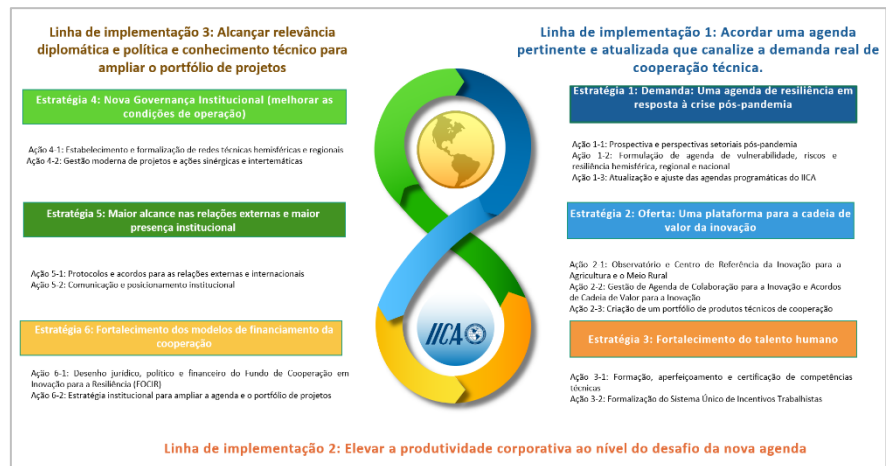 Linha de implementação 3: Alcançar relevância
diplomática e política e conhecimento técnico para
ampliar o portfólio de projetos
Estratégia 4: Nova Governança Institucional (melhorar as
condições de operação)
Ação 4-1: Estabelecimento e formalização de redes técnicas hemisféricas e regionais
Ação 4-2: Gestão moderna de projetos e ações sinérgicas e intertemáticas
Estratégia 5: Maior alcance nas relações externas e maior
presença institucional
Ação 5-1: Protocolos e acordos para as relações externas e internacionais
Ação 5-2: Comunicação e posicionamento institucional
Estratégia 6: Fortalecimento dos modelos de financiamento da
cooperação
Ação 6-1: Desenho jurídico, político e financeiro do Fundo de Cooperação em
Inovação para a Resiliência (FOCIR)
Ação 6-2: Estratégia institucional para ampliar a agenda e o portfólio de projetos
IICA
Linha de implementação 1: Acordar uma agenda
pertinente e atualizada que canalize a demanda real de
cooperação técnica.
Estratégia 1: Demanda: Uma agenda de resiliência em
resposta à crise pós-pandemia
Ação 1-1: Prospectiva e perspectivas setoriais pós-pandemia
Ação 1-2: Formulação de agenda de vulnerabilidade, riscos e
resiliência hemisférica, regional e nacional
Ação 1-3: Atualização e ajuste das agendas programáticas do IICA
Estratégia 2: Oferta: Uma plataforma para a cadeia de
valor da inovação
Ação 2-1: Observatório e Centro de Referência da Inovação para a
Agricultura e o Meio Rural
Ação 2-2: Gestão de Agenda de Colaboração para a Inovação e Acordos
de Cadeia de Valor para a Inovação
Ação 2-3: Criação de um portfólio de produtos técnicos de cooperação
Estratégia 3: Fortalecimento do talento humano
Ação 3-1: Formação, aperfeiçoamento e certificação de competências
técnicas
Ação 3-2: Formalização do Sistema Único de Incentivos Trabalhistas
Linha de implementação 2: Elevar a produtividade corporativa ao nível do desafio da nova agenda